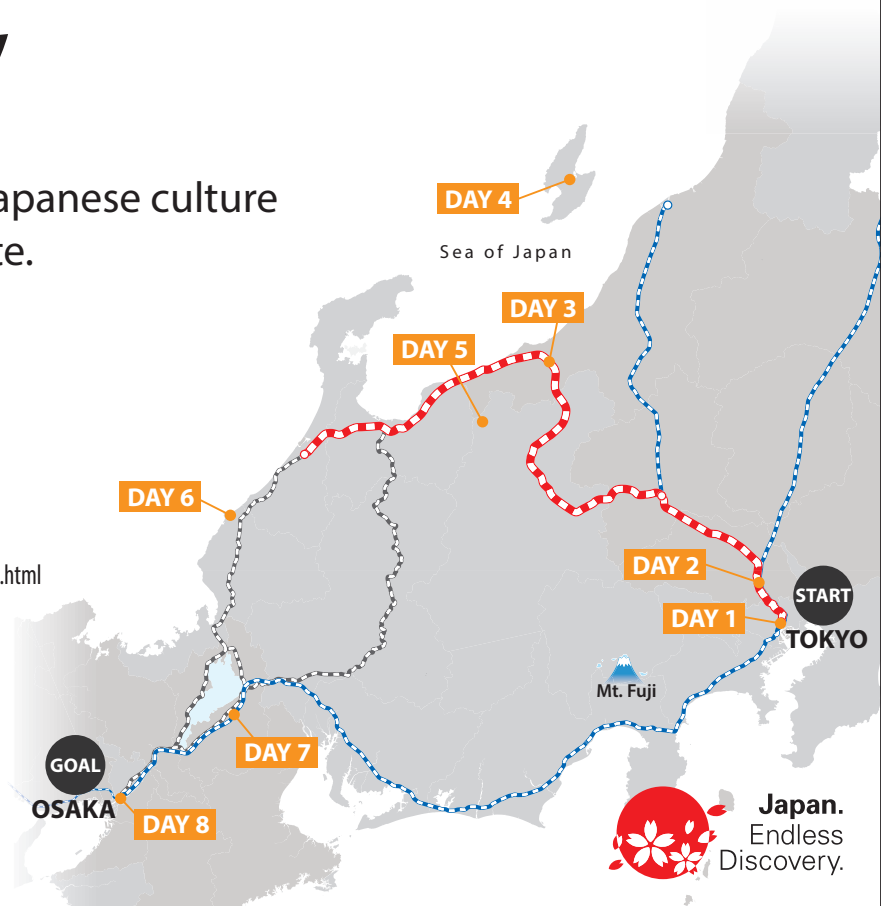 apanese culture
te.
DAY 4
Sea of Japan
DAY 3
DAY 5
DAY 6
.html
DAY 2
START
DAY 1
TOKYO
Mt. Fuji
DAY 7
GOAL
OSAKA
DAY 8
Japan.
Endless
Discovery.